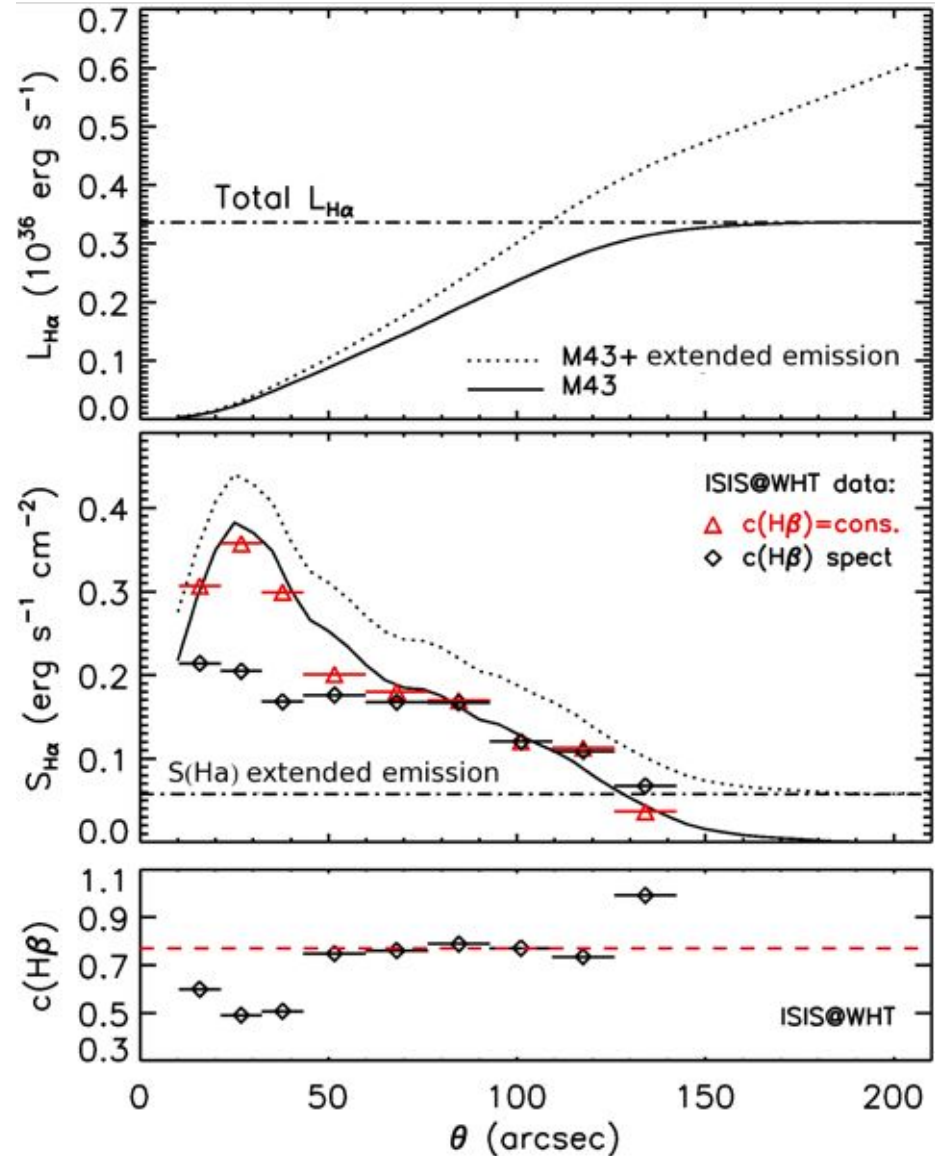 0.7
0.6
0.5
0.4
0.3
0.2
0.1
0.0
L_Hα (10^36 erg s^−1)
Total L_Hα
M43+ extended emission
M43
0.4
0.3
0.2
0.1
0.0
S_Hα (erg s^−1 cm^−2)
ISIS@WHT data:
c(Hβ)=cons.
c(Hβ) spect
S(Ha) extended emission
1.1
0.9
0.7
0.5
0.3
c(Hβ)
ISIS@WHT
0 50 100 150 200
θ (arcsec)